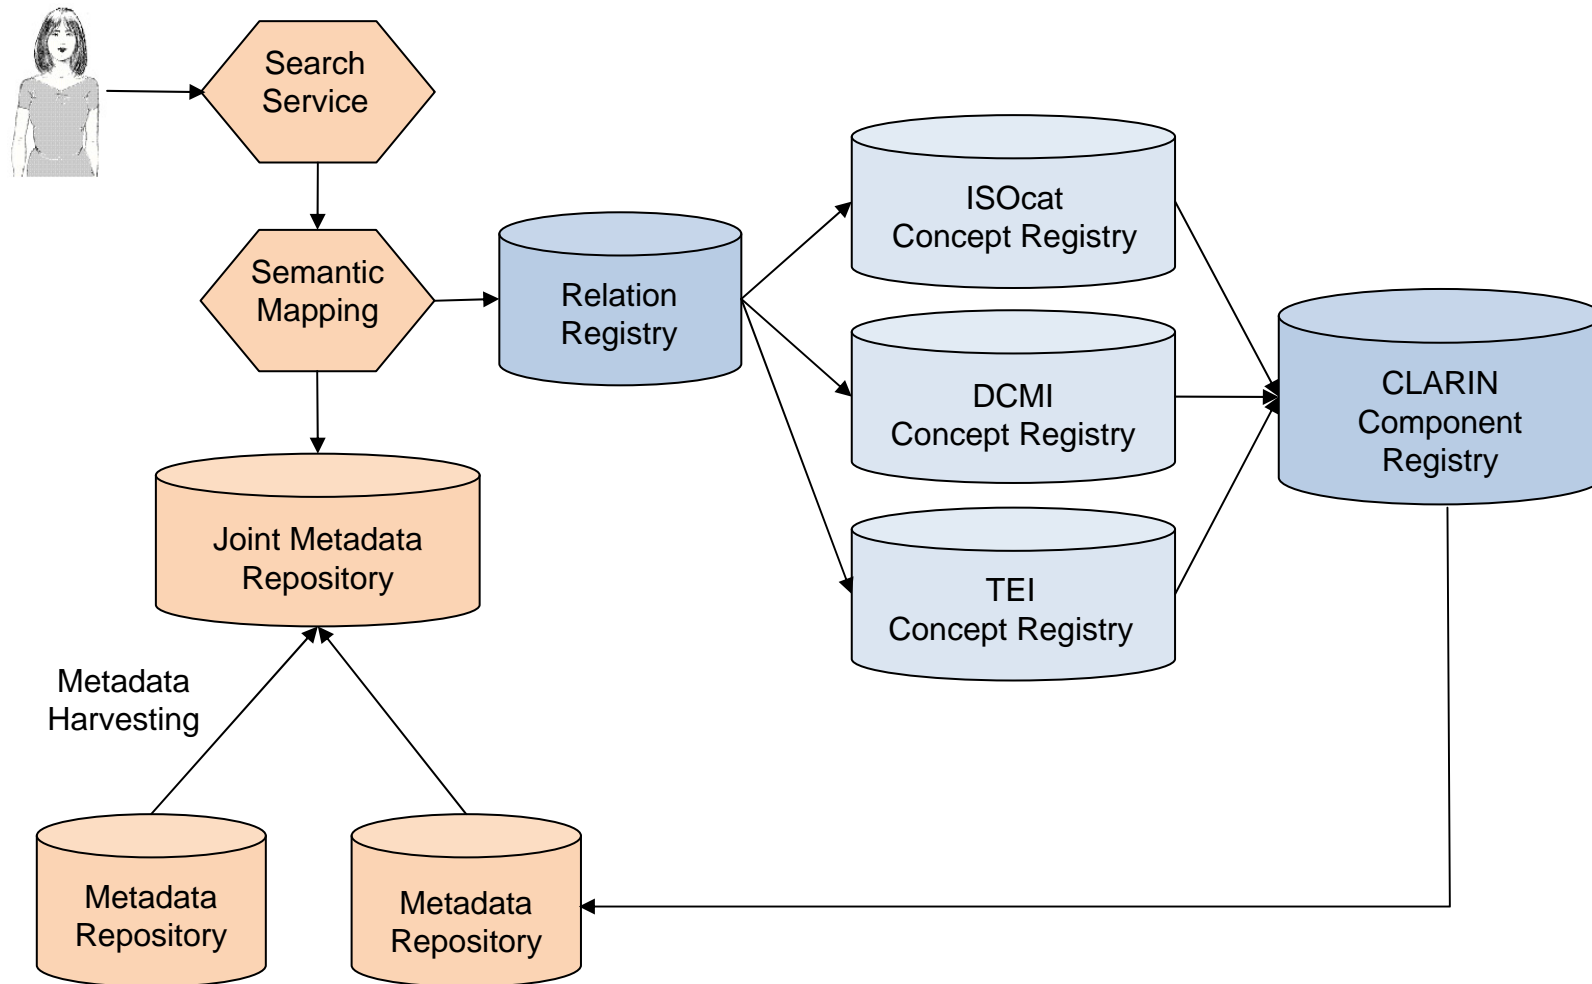 Search
Service
Semantic
Mapping
Relation
Registry
ISOcat
Concept Registry
DCMI
Concept Registry
TEI
Concept Registry
CLARIN
Component
Registry
Joint Metadata
Repository
Metadata
Harvesting
Metadata
Repository
Metadata
Repository